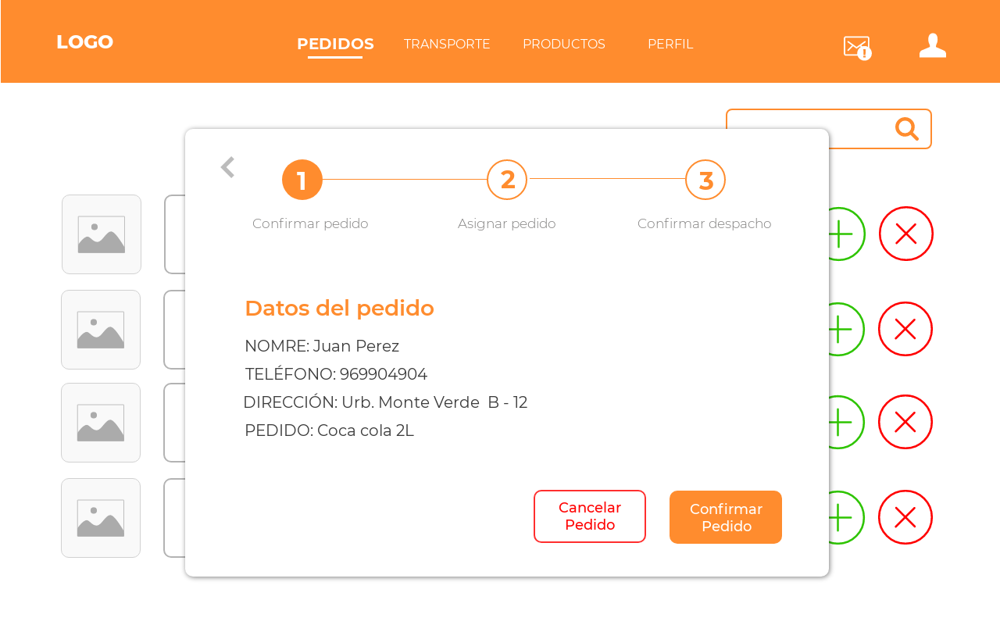 LOGO
PEDIDOS
TRANSPORTE
PRODUCTOS
PERFIL
!
1
2
3
Confirmar pedido
Asignar pedido
Confirmar despacho
Datos del pedido
NOMRE: Juan Perez
TELÉFONO: 969904904
DIRECCIÓN: Urb. Monte Verde  B - 12
PEDIDO: Coca cola 2L
Cancelar
Pedido
Confirmar
Pedido